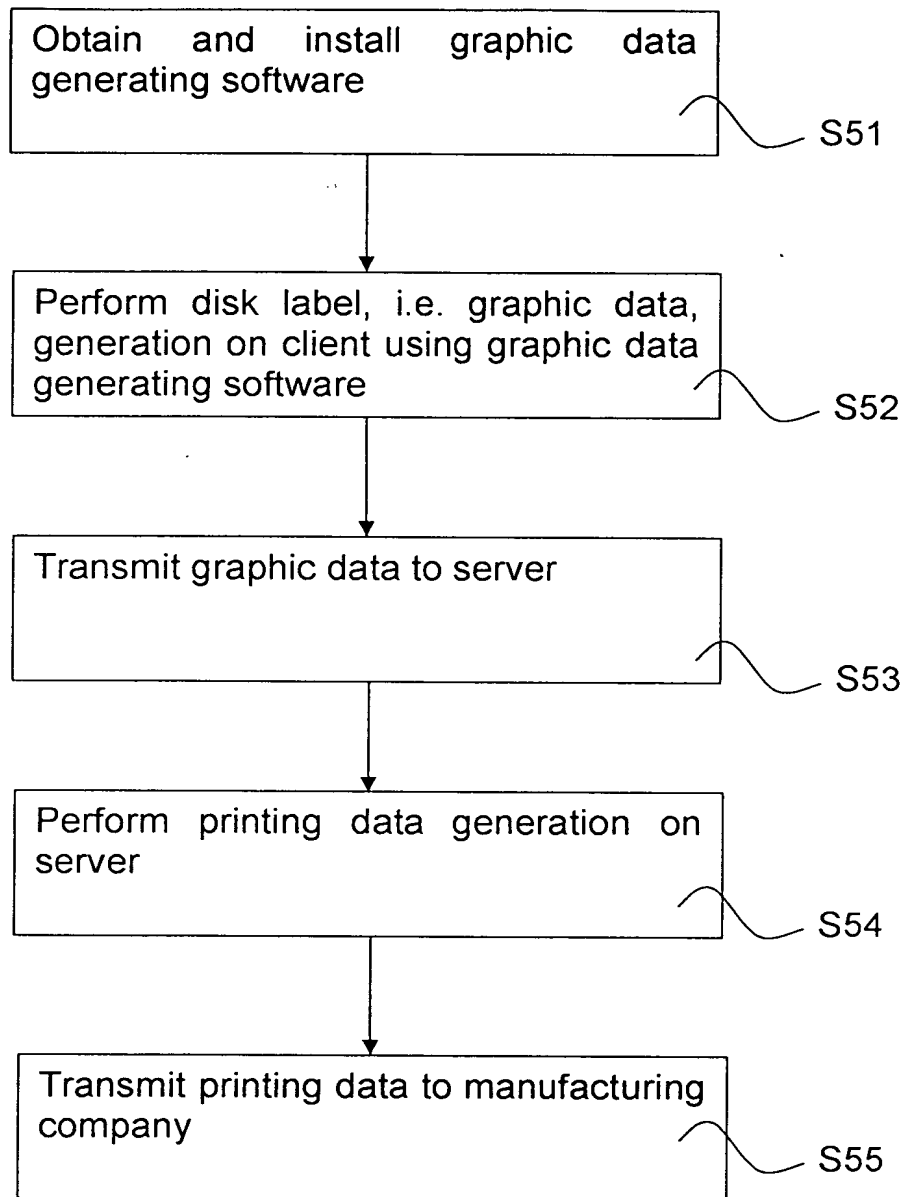 Obtain and install graphic data
generating software
S51
Perform disk label, i.e. graphic data,
generation on client using graphic data
generating software
S52
Transmit graphic data to server
S53
Perform printing data generation on
server
S54
Transmit printing data to manufacturing
company
S55